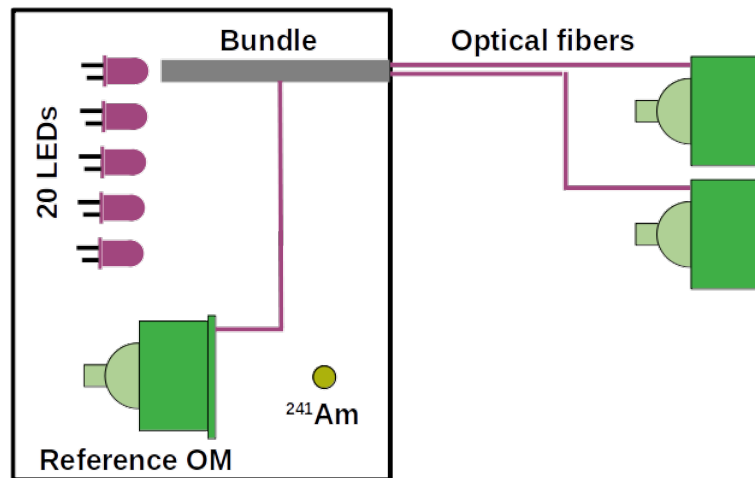 Bundle
Optical fibers
20 LEDs
²⁴¹Am
Reference OM